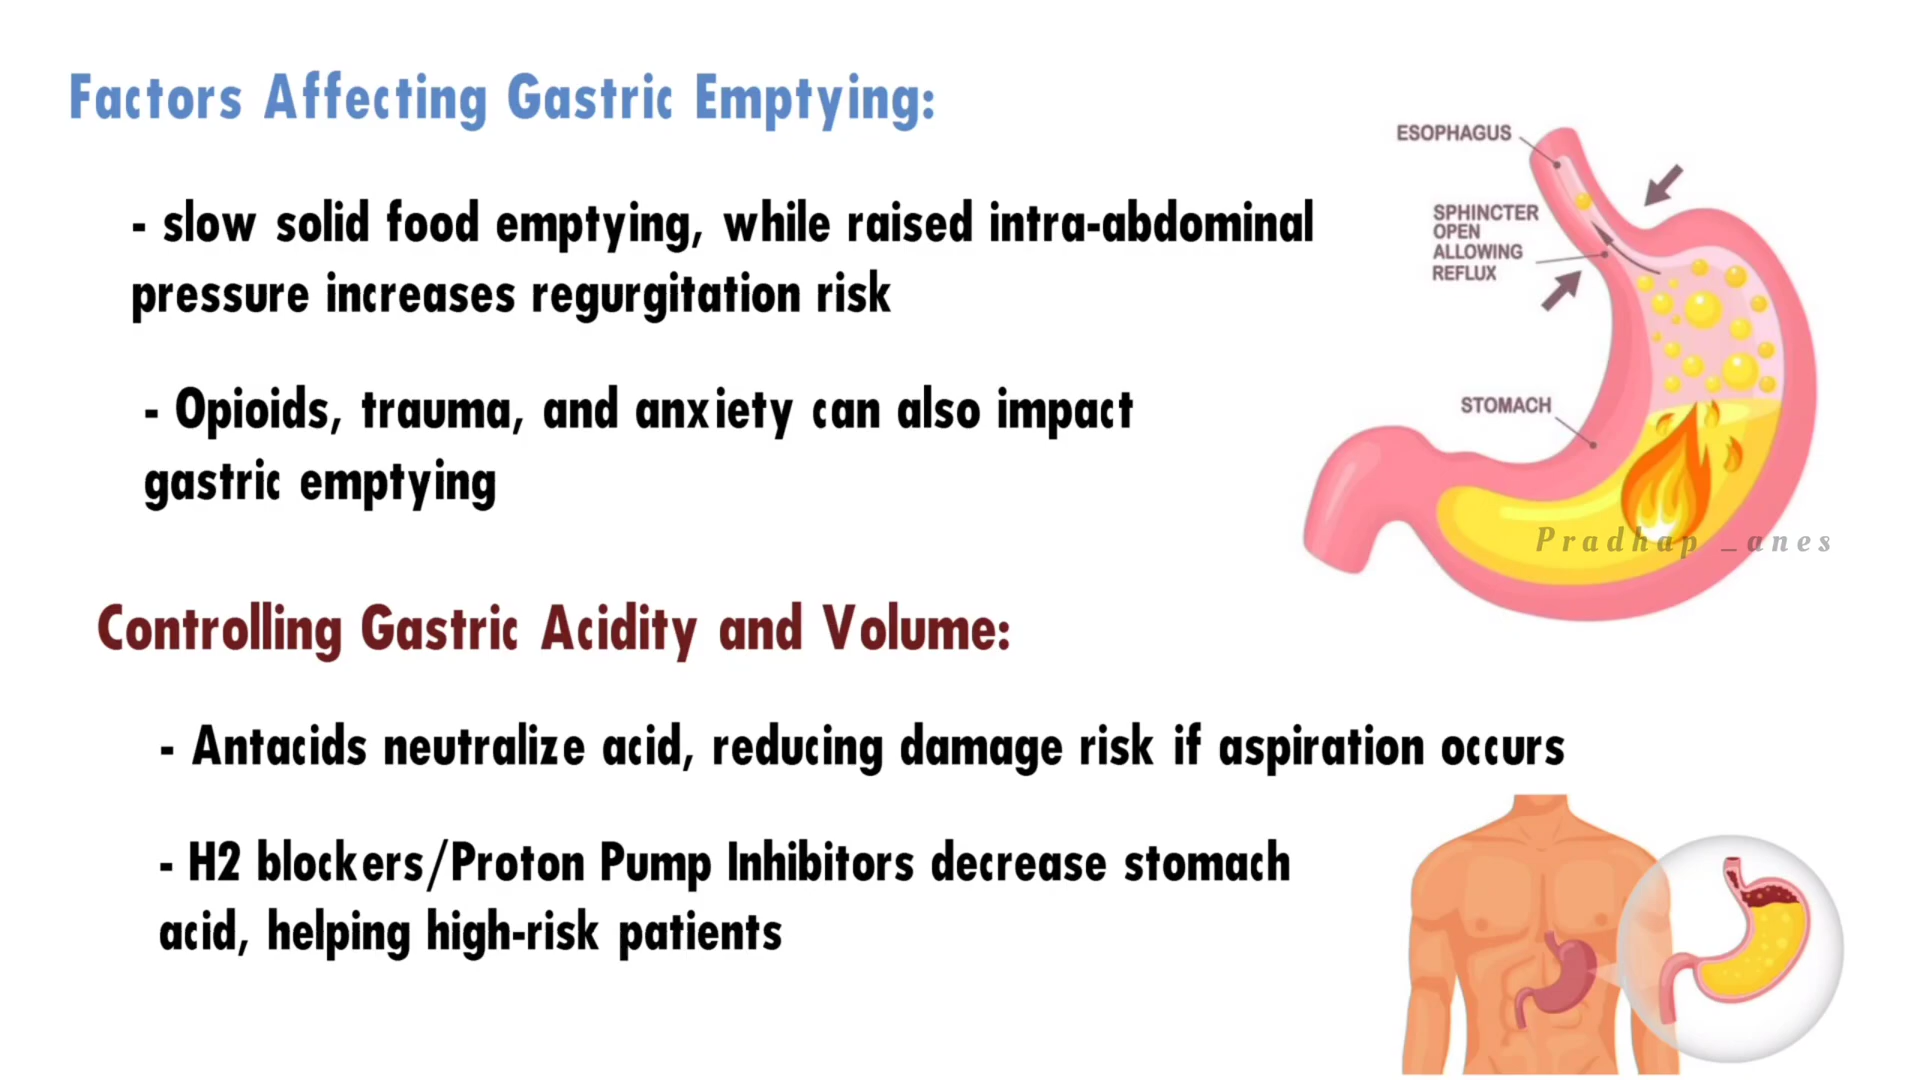 Factors Affecting Gastric Emptying:
- slow solid food emptying, while raised intra-abdominal
pressure increases regurgitation risk
- Opioids, trauma, and anxiety can also impact
gastric emptying
ESOPHAGUS
SPHINCTER
OPEN
ALLOWING
REFLUX
STOMACH
Pradhap _anes
Controlling Gastric Acidity and Volume:
- Antacids neutralize acid, reducing damage risk if aspiration occurs
- H2 blockers/Proton Pump Inhibitors decrease stomach
acid, helping high-risk patients